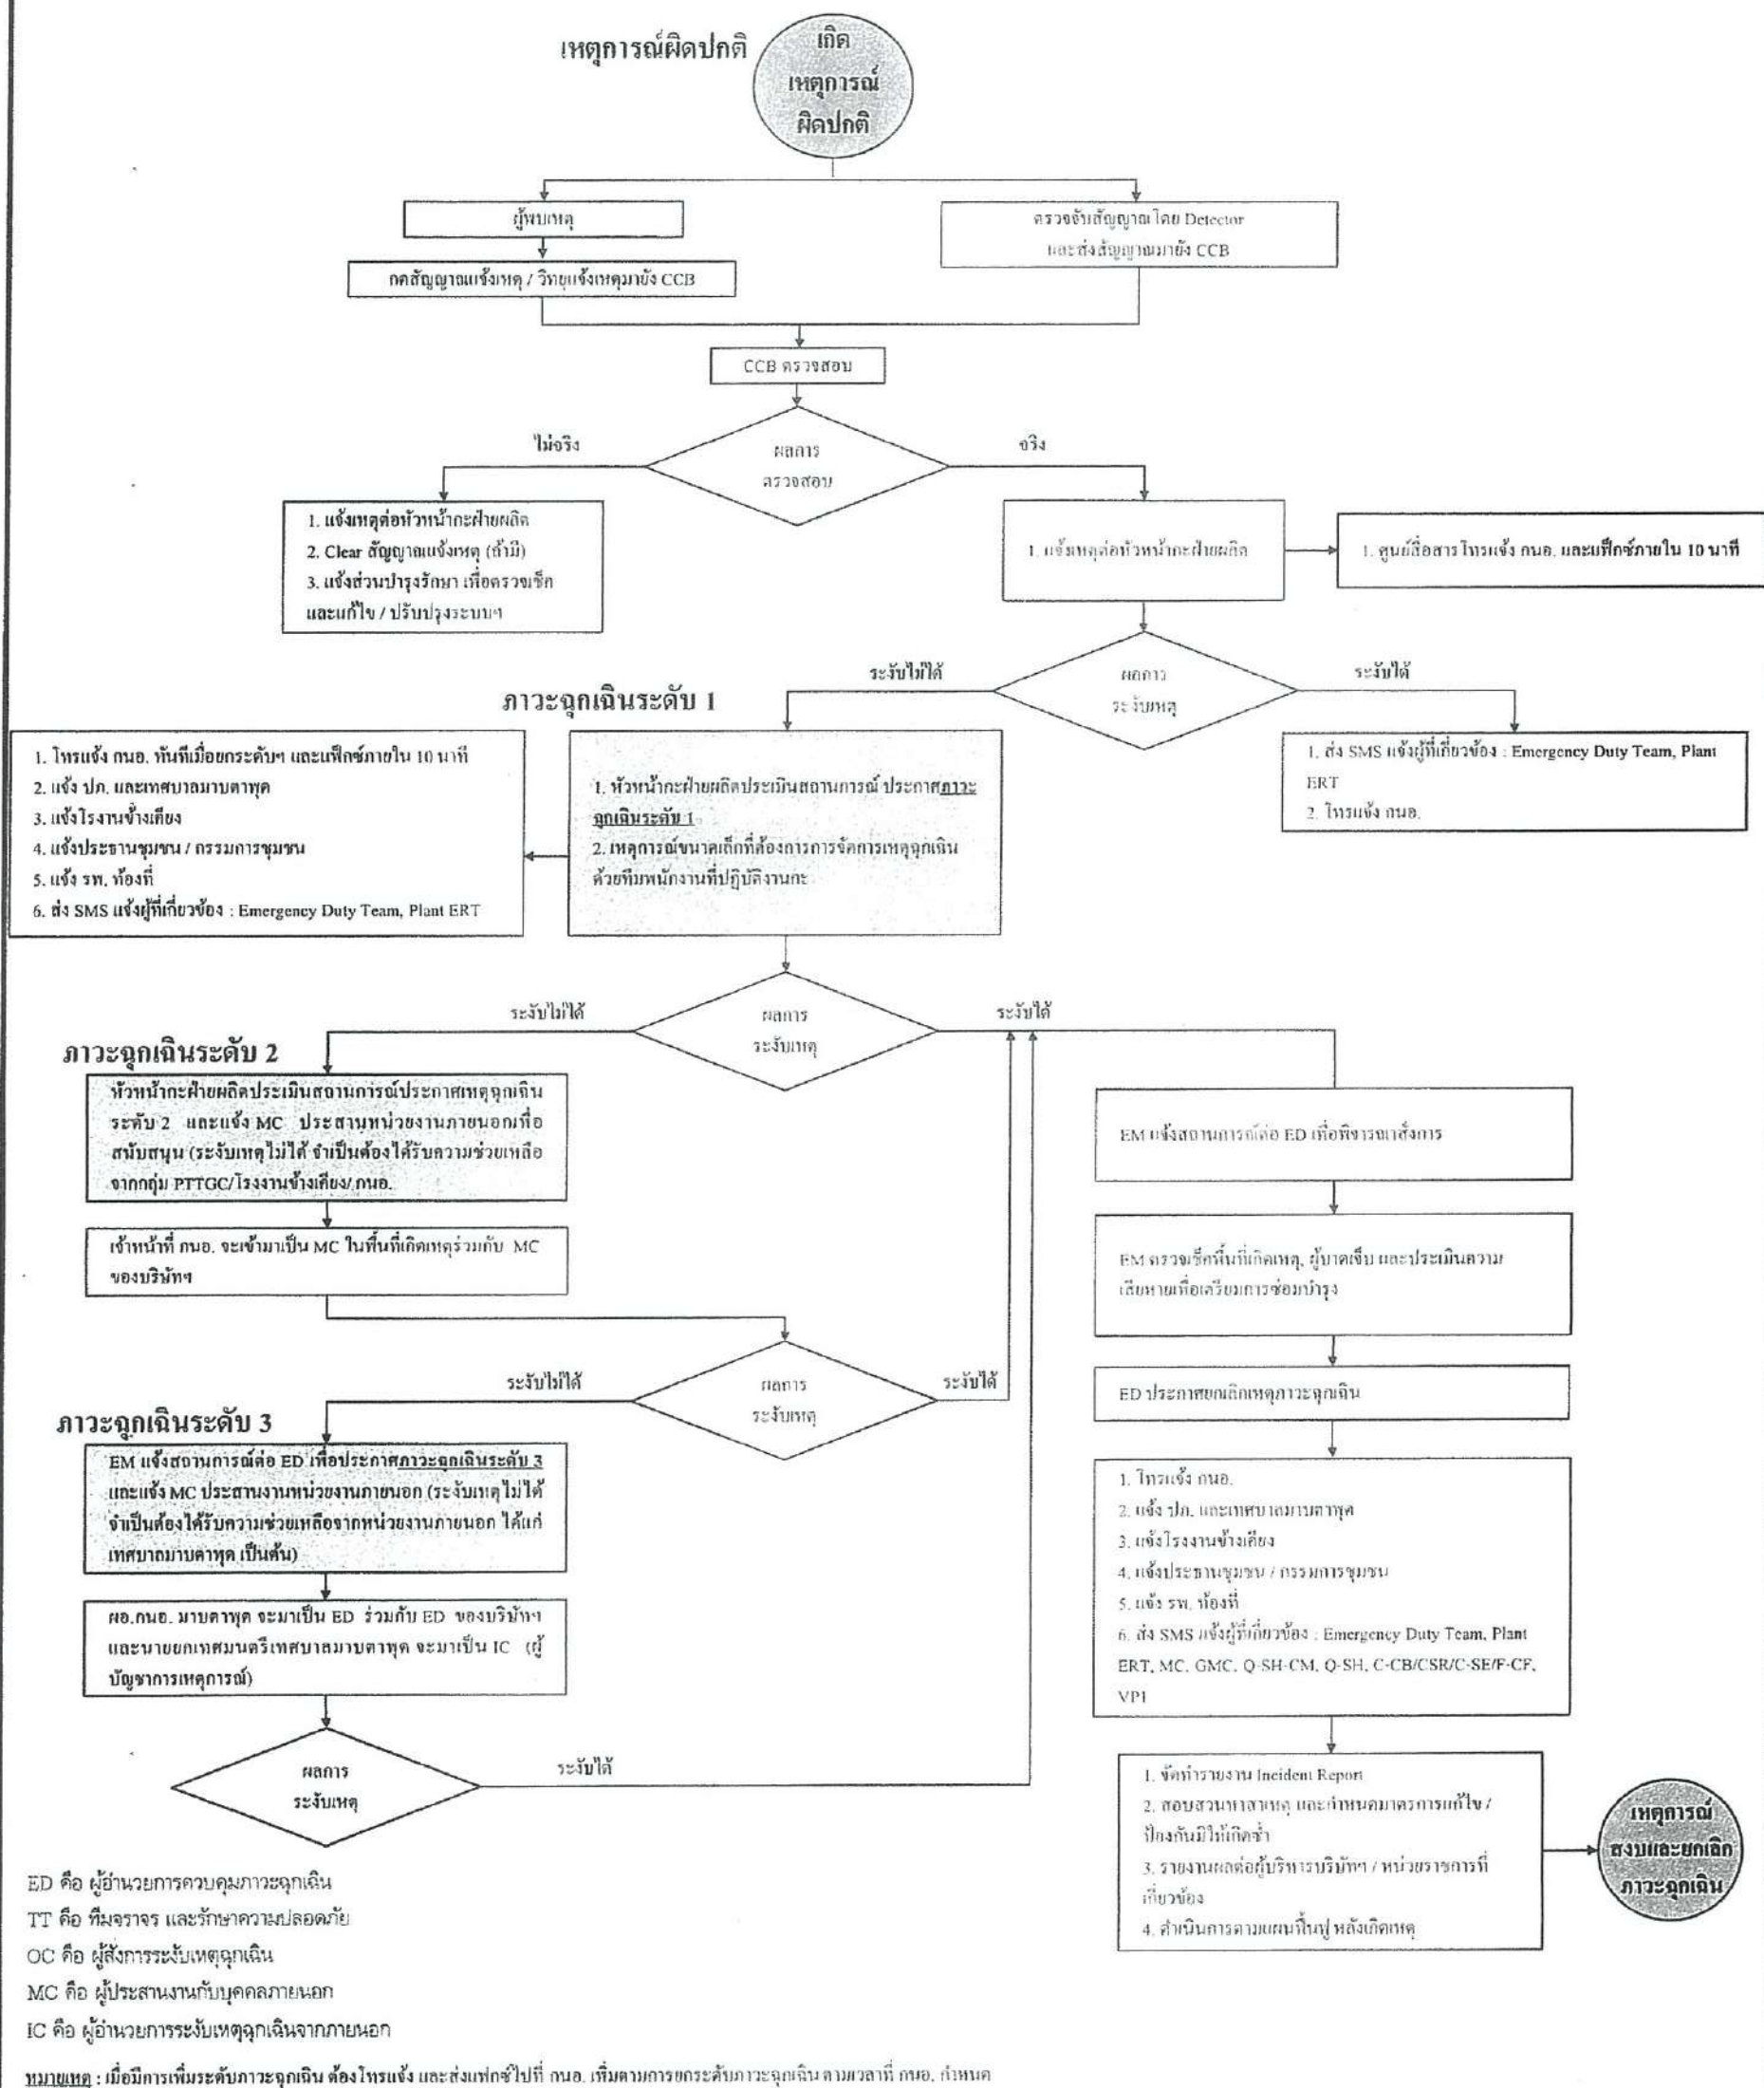 เหตุการณ์ผิดปกติ
เกิด
เหตุการณ์
ผิดปกติ
ผู้พบเหตุ
ตรวจจับสัญญาณโดย Detector
และส่งสัญญาณมายัง CCB
กดสัญญาณแจ้งเหตุ / วิทยุแจ้งเหตุมายัง CCB
CCB ตรวจสอบ
ไม่จริง
ผลการ
ตรวจสอบ
จริง
1. แจ้งเหตุต่อหัวหน้ากะฝ่ายผลิต
2. Clear สัญญาณแจ้งเหตุ (ถ้ามี)
3. แจ้งส่วนบำรุงรักษา เพื่อตรวจเช็ก
และแก้ไข / ปรับปรุงระบบฯ
1. แจ้งเหตุต่อหัวหน้ากะฝ่ายผลิต
1. ศูนย์สื่อสารโทรแจ้ง กนอ. และแฟ็กซ์ภายใน 10 นาที
ระงับไม่ได้
ผลการ
ระงับเหตุ
ระงับได้
1. ส่ง SMS แจ้งผู้ที่เกี่ยวข้อง : Emergency Duty Team, Plant
ERT
2. โทรแจ้ง กนอ.
ภาวะฉุกเฉินระดับ 1
1. โทรแจ้ง กนอ. ทันทีเมื่อยกระดับฯ และแฟ็กซ์ภายใน 10 นาที
2. แจ้ง ปภ. และเทศบาลมาบตาพุด
3. แจ้งโรงานข้างเคียง
4. แจ้งประธานชุมชน / กรรมการชุมชน
5. แจ้ง รพ. ท้องที่
6. ส่ง SMS แจ้งผู้ที่เกี่ยวข้อง : Emergency Duty Team, Plant ERT
1. หัวหน้ากะฝ่ายผลิตประเมินสถานการณ์ ประกาศภาวะ
ฉุกเฉินระดับ 1
2. เหตุการณ์ขนาดเล็กที่ต้องการการจัดการเหตุฉุกเฉิน
ด้วยทีมพนักงานที่ปฏิบัติงานกะ
ระงับไม่ได้
ผลการ
ระงับเหตุ
ระงับได้
ภาวะฉุกเฉินระดับ 2
หัวหน้ากะฝ่ายผลิตประเมินสถานการณ์ประกาศเหตุฉุกเฉิน
ระดับ 2 และแจ้ง MC ประสานหน่วยงานภายนอกเพื่อ
สนับสนุน (ระงับเหตุไม่ได้ จำเป็นต้องได้รับความช่วยเหลือ
จากกลุ่ม PTTGC/โรงงานข้างเคียง/กนอ.
เจ้าหน้าที่ กนอ. จะเข้ามาเป็น MC ในพื้นที่เกิดเหตุร่วมกับ MC
ของบริษัทฯ
EM แจ้งสถานการณ์ต่อ ED เพื่อพิจารณาสั่งการ
EM ตรวจเช็คพื้นที่เกิดเหตุ, ผู้บาดเจ็บ และประเมินความ
เสียหายเพื่อเตรียมการซ่อมบำรุง
ED ประกาศยกเลิกเหตุภาวะฉุกเฉิน
ระงับไม่ได้
ผลการ
ระงับเหตุ
ระงับได้
ภาวะฉุกเฉินระดับ 3
EM แจ้งสถานการณ์ต่อ ED เพื่อประกาศภาวะฉุกเฉินระดับ 3
และแจ้ง MC ประสานงานหน่วยงานภายนอก (ระงับเหตุไม่ได้
จำเป็นต้องได้รับความช่วยเหลือจากหน่วยงานภายนอก ได้แก่
เทศบาลมาบตาพุด เป็นต้น)
ผอ.กนอ. มาบตาพุด จะมาเป็น ED ร่วมกับ ED ของบริษัทฯ
และนายยกเทศมนตรีเทศบาลมาบตาพุด จะมาเป็น IC (ผู้
บัญชาการเหตุการณ์)
ผลการ
ระงับเหตุ
ระงับได้
1. โทรแจ้ง กนอ.
2. แจ้ง ปภ. และเทศบาลมาบตาพุด
3. แจ้งโรงงานข้างเคียง
4. แจ้งประธานชุมชน / กรรมการชุมชน
5. แจ้ง รพ. ท้องที่
6. ส่ง SMS แจ้งผู้ที่เกี่ยวข้อง : Emergency Duty Team, Plant
ERT, MC, GMC, Q-SH-CM, Q-SH, C-CB/CSR/C-SE/F-CF,
VP1
1. จัดทำรายงาน Incident Report
2. สอบสวนหาสาเหตุ และกำหนดมาตรการแก้ไข /
ป้องกันมิให้เกิดซ้ำ
3. รายงานผลต่อผู้บริหารบริษัทฯ / หน่วยราชการที่
เกี่ยวข้อง
4. ดำเนินการตามแผนฟื้นฟู หลังเกิดเหตุ
เหตุการณ์
สงบและยกเลิก
ภาวะฉุกเฉิน
ED คือ ผู้อำนวยการควบคุมภาวะฉุกเฉิน
TT คือ ทีมจราจร และรักษาความปลอดภัย
OC คือ ผู้สั่งการระงับเหตุฉุกเฉิน
MC คือ ผู้ประสานงานกับบุคคลภายนอก
IC คือ ผู้อำนวยการระงับเหตุฉุกเฉินจากภายนอก
หมายเหตุ : เมื่อมีการเพิ่มระดับภาวะฉุกเฉิน ต้องโทรแจ้ง และส่งแฟกซ์ไปที่ กนอ. เพิ่มตามการยกระดับภาวะฉุกเฉิน ตามเวลาที่ กนอ. กำหนด